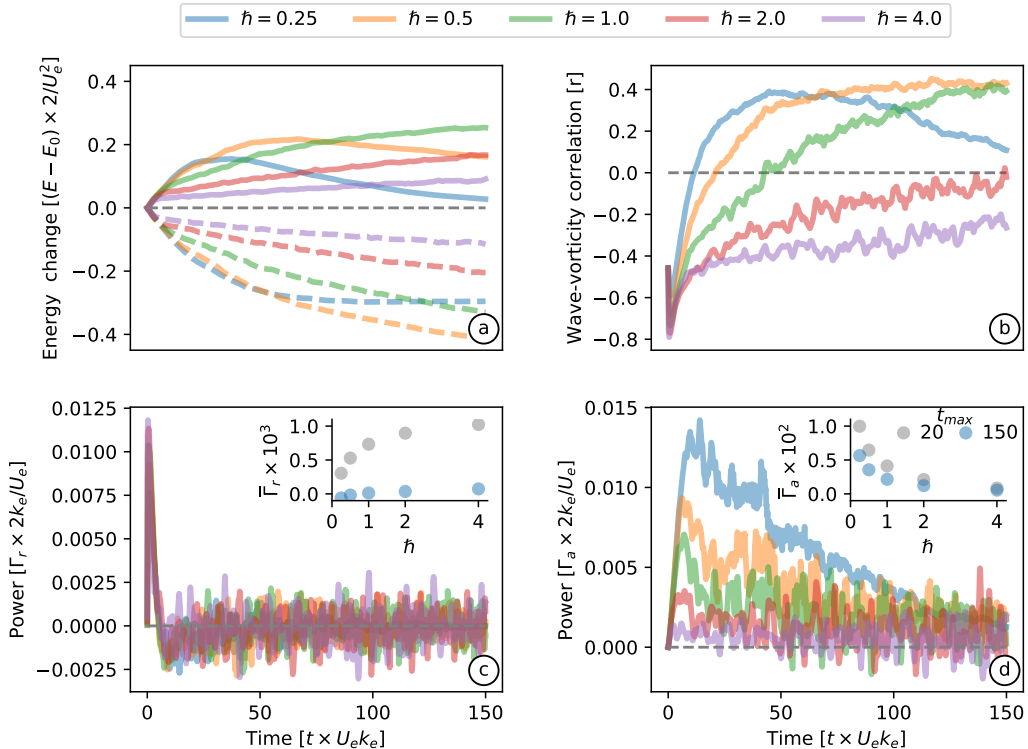 ℏ = 0.25 ℏ = 0.5 ℏ = 1.0 ℏ = 2.0 ℏ = 4.0
Energy change [(E − E₀) × 2/Uₑ²]
0.4
0.2
0.0
−0.2
−0.4
a
Wave-vorticity correlation [r]
0.4
0.2
0.0
−0.2
−0.4
−0.6
−0.8
b
Power [Γᵣ × 2kₑ/Uₑ]
0.0125
0.0100
0.0075
0.0050
0.0025
0.0000
−0.0025
Γ̅ᵣ × 10³
1.0
0.5
0.0
0 1 2 4
ℏ
c
0 50 100 150
Time [t × Uₑkₑ]
Power [Γₐ × 2kₑ/Uₑ]
0.015
0.010
0.005
0.000
Γ̅ₐ × 10²
1.0
0.5
0.0
tₘₐₓ
20 150
0 1 2 4
ℏ
d
0 50 100 150
Time [t × Uₑkₑ]